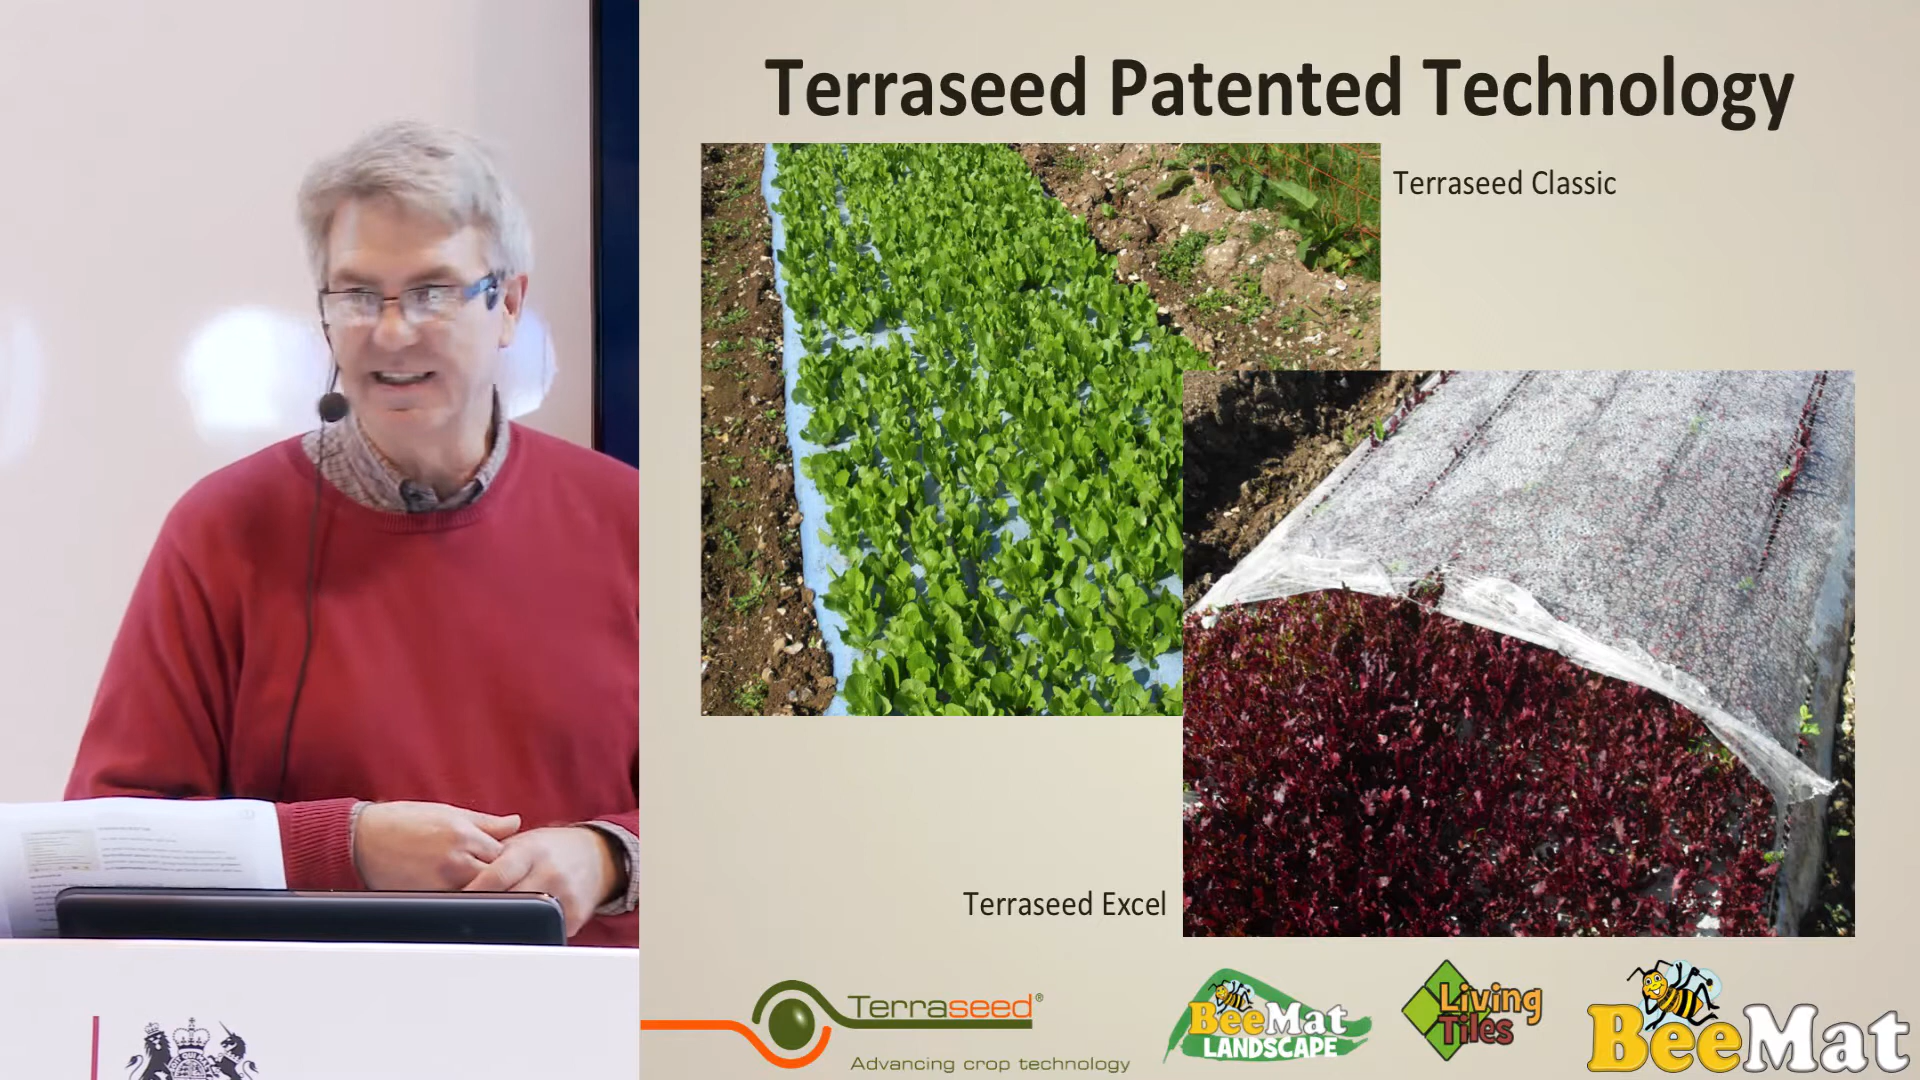 Terraseed Patented Technology
Terraseed Classic
Terraseed Excel
Terraseed®
Advancing crop technology
BeeMat
LANDSCAPE
Living
Tiles
BeeMat